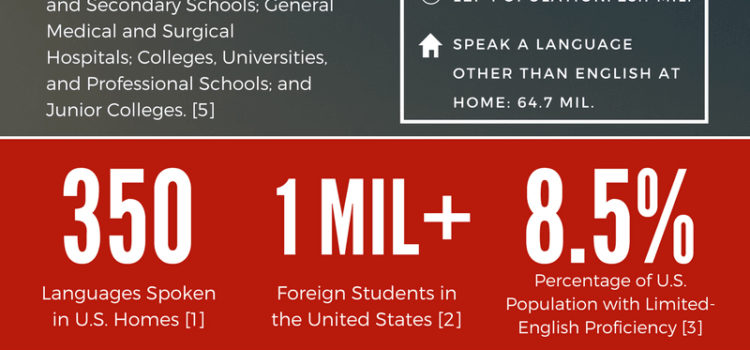 and Secondary Schools; General
Medical and Surgical
Hospitals; Colleges, Universities,
and Professional Schools; and
Junior Colleges. [5]
SPEAK A LANGUAGE
OTHER THAN ENGLISH AT
HOME: 64.7 MIL.
350
Languages Spoken
in U.S. Homes [1]
1 MIL+
Foreign Students in
the United States [2]
8.5%
Percentage of U.S.
Population with Limited-
English Proficiency [3]